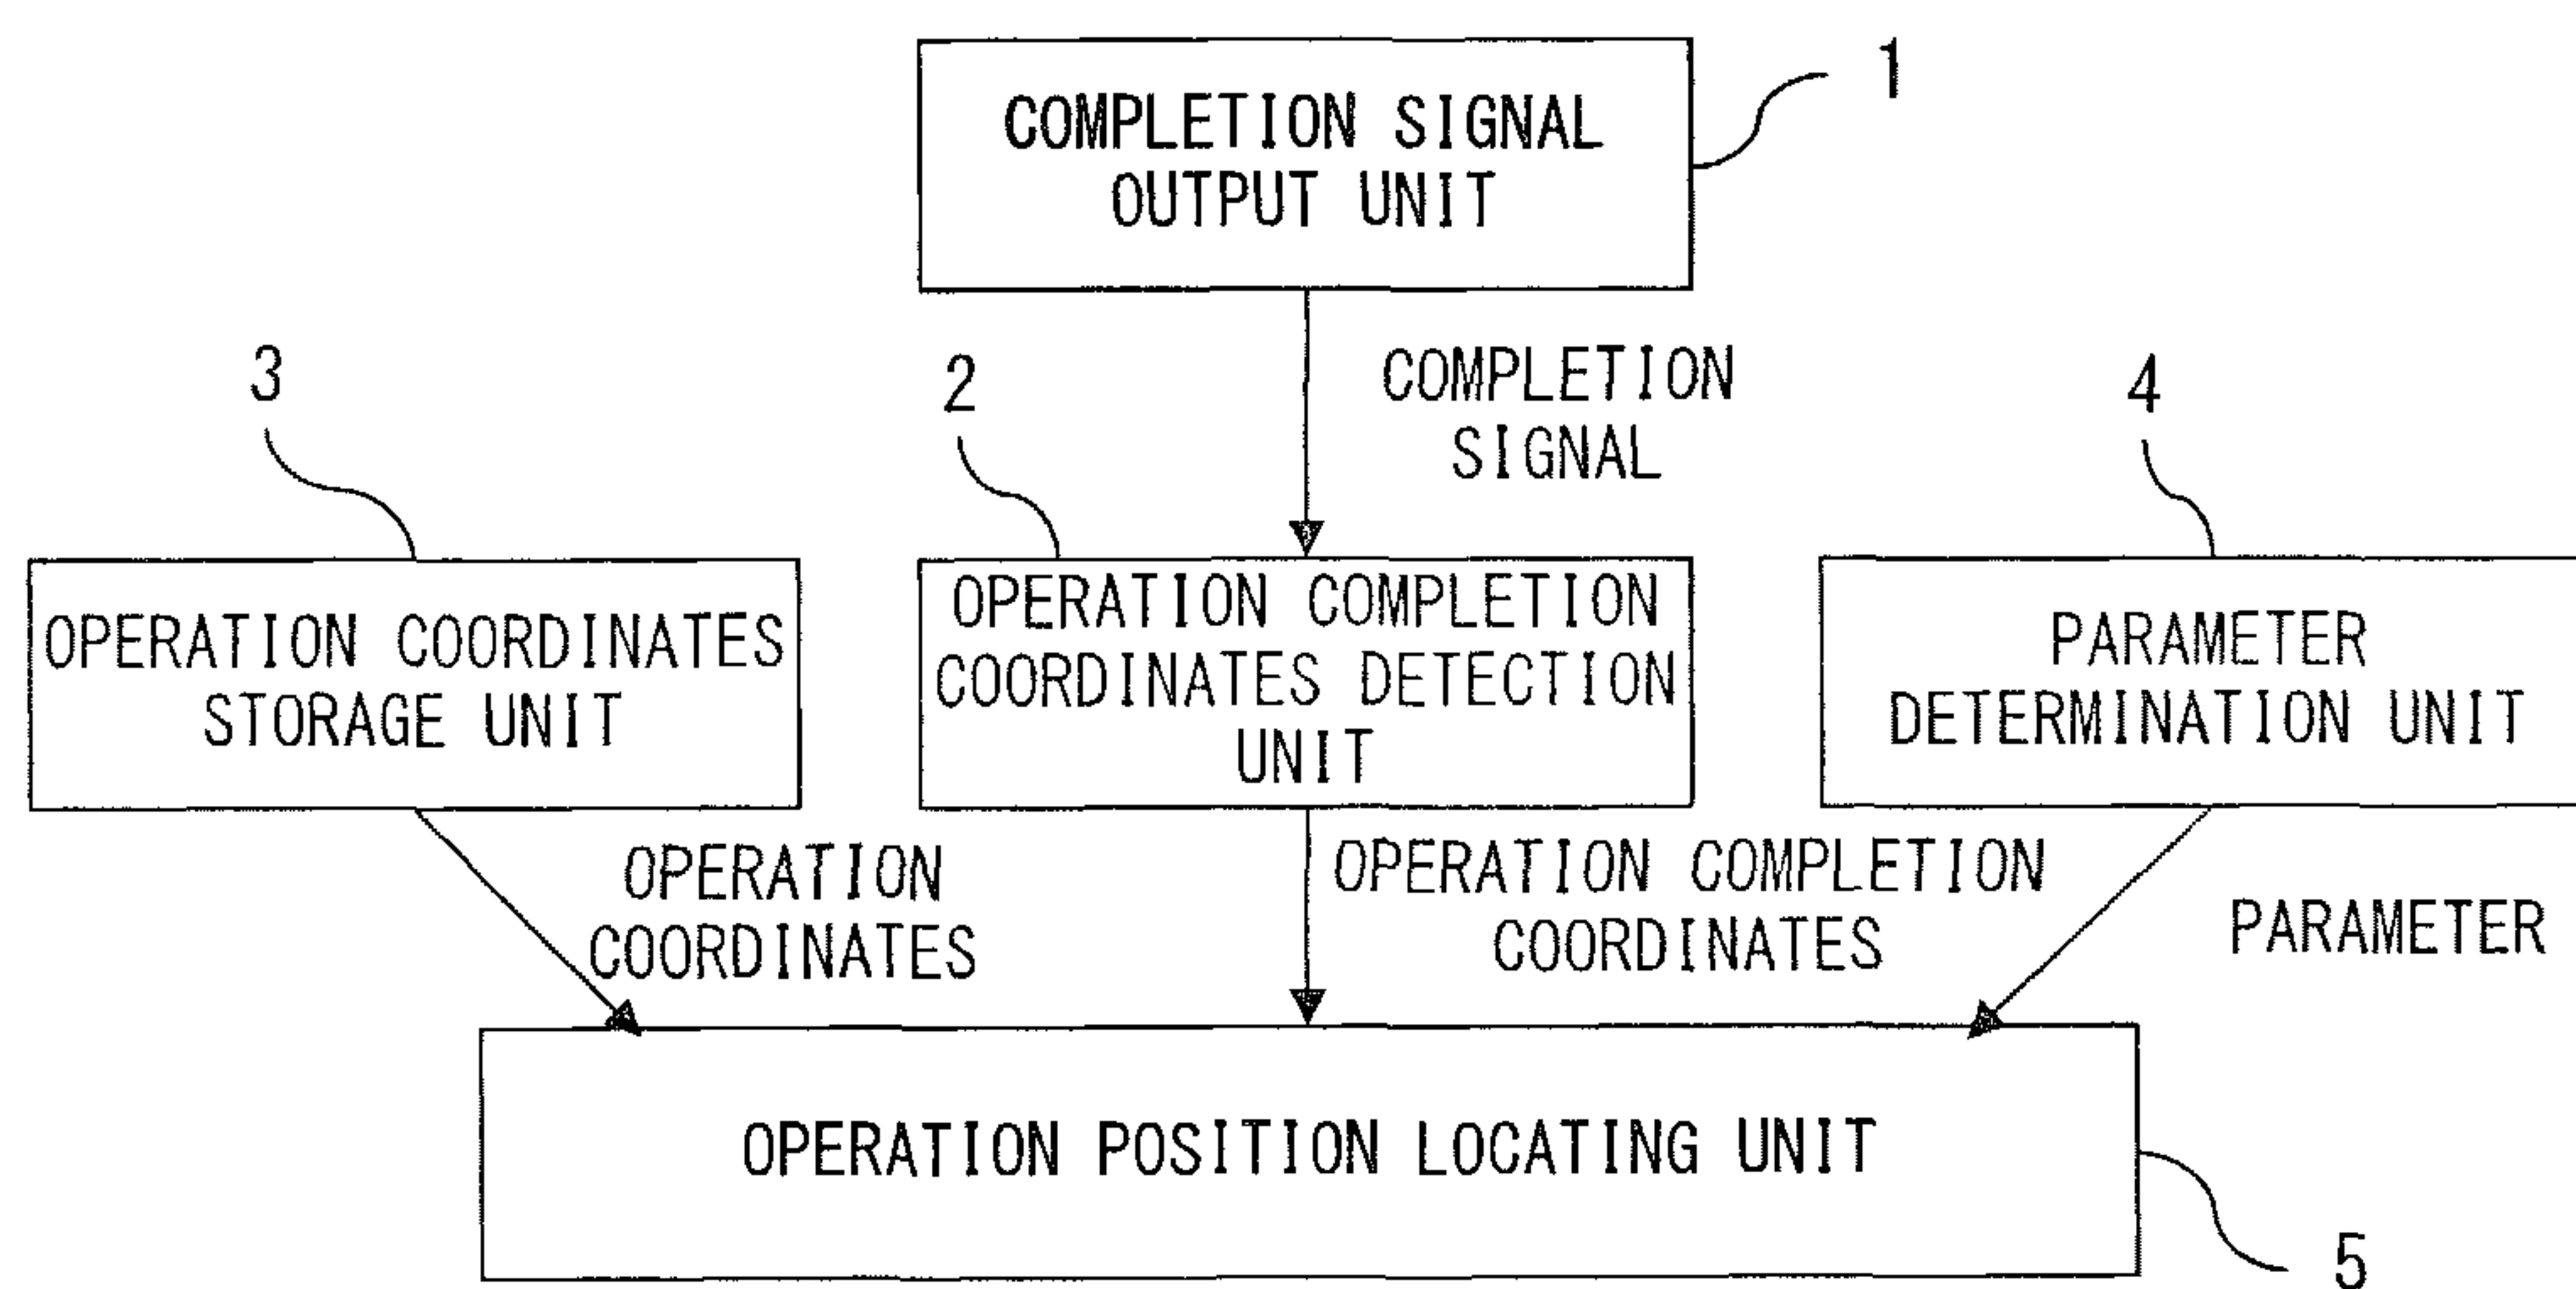 COMPLETION SIGNAL
OUTPUT UNIT
1
COMPLETION
SIGNAL
3
2
4
OPERATION COORDINATES
STORAGE UNIT
OPERATION COMPLETION
COORDINATES DETECTION
UNIT
PARAMETER
DETERMINATION UNIT
OPERATION
COORDINATES
OPERATION COMPLETION
COORDINATES
PARAMETER
OPERATION POSITION LOCATING UNIT
5